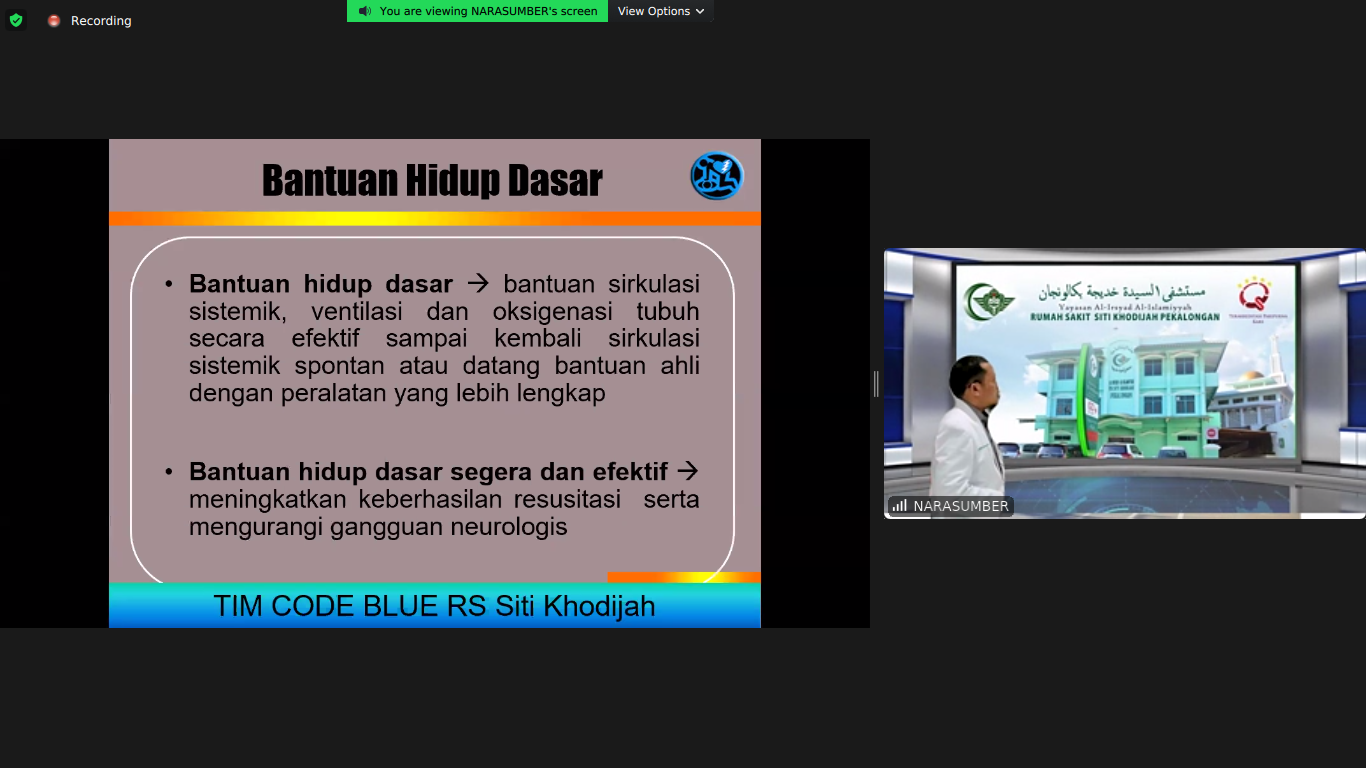 Recording
You are viewing NARASUMBER's screen
View Options
Bantuan Hidup Dasar
• Bantuan hidup dasar → bantuan sirkulasi
sistemik, ventilasi dan oksigenasi tubuh
secara efektif sampai kembali sirkulasi
sistemik spontan atau datang bantuan ahli
dengan peralatan yang lebih lengkap
• Bantuan hidup dasar segera dan efektif →
meningkatkan keberhasilan resusitasi serta
mengurangi gangguan neurologis
TIM CODE BLUE RS Siti Khodijah
مستشفى السيدة خديجة بكالونجان
Yayasan Al-Irsyad Al-Islamiyyah
RUMAH SAKIT SITI KHODIJAH PEKALONGAN
NARASUMBER